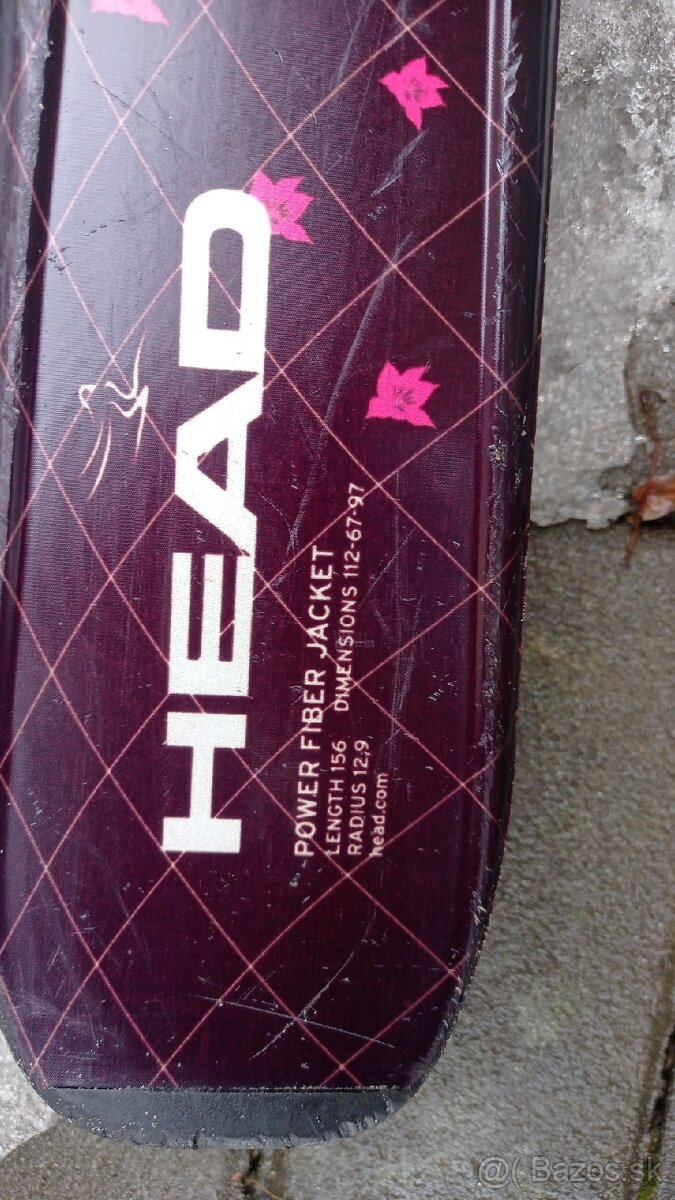 HEAD
POWER FIBER JACKET
LENGTH 156 DIMENSIONS 112-67-97
RADIUS 12,9
head.com
@( Bazos.sk